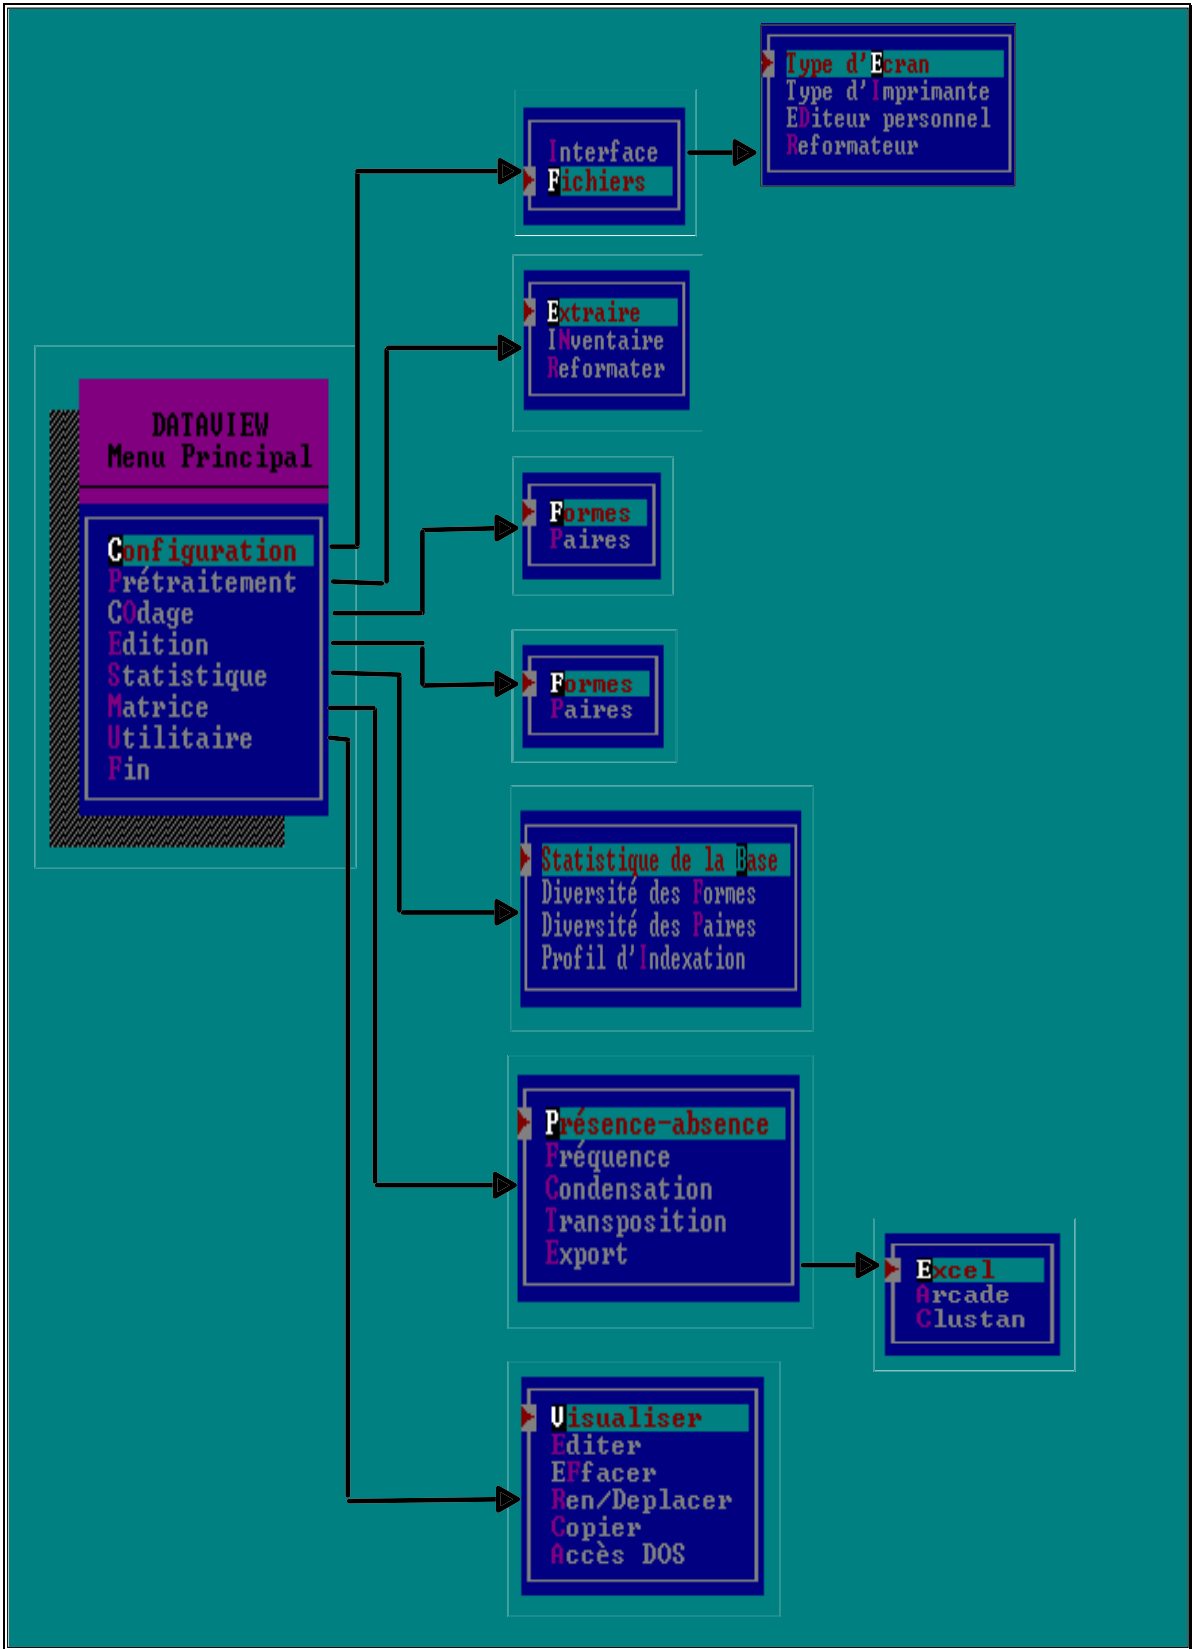 DATAVIEW
Menu Principal
Configuration
Prétraitement
COdage
Edition
Statistique
Matrice
Utilitaire
Fin
Interface
Fichiers
Type d'Ecran
Type d'Imprimante
EDiteur personnel
Reformateur
Extraire
INventaire
Reformater
Formes
Paires
Formes
Paires
Statistique de la Base
Diversité des Formes
Diversité des Paires
Profil d'Indexation
Présence-absence
Fréquence
Condensation
Transposition
Export
Excel
Arcade
Clustan
Visualiser
Editer
EFfacer
Ren/Deplacer
Copier
Accès DOS